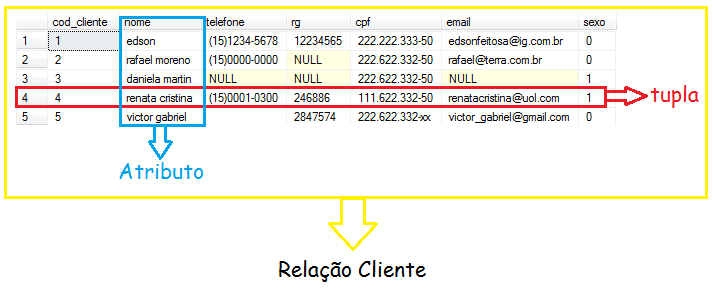 cod_cliente nome telefone rg cpf email sexo
1 1 edson (15)1234-5678 12234565 222.222.333-50 edsonfeitosa@ig.com.br 0
2 2 rafael moreno (15)0000-0000 NULL 222.622.332-50 rafael@terra.com.br 0
3 3 daniela martin NULL NULL 222.622.332-50 NULL 1
4 4 renata cristina (15)0001-0300 246886 111.622.332-50 renatacristina@uol.com 1 tupla
5 5 victor gabriel 2847574 222.622.332-xx victor_gabriel@gmail.com 0
Atributo
Relação Cliente